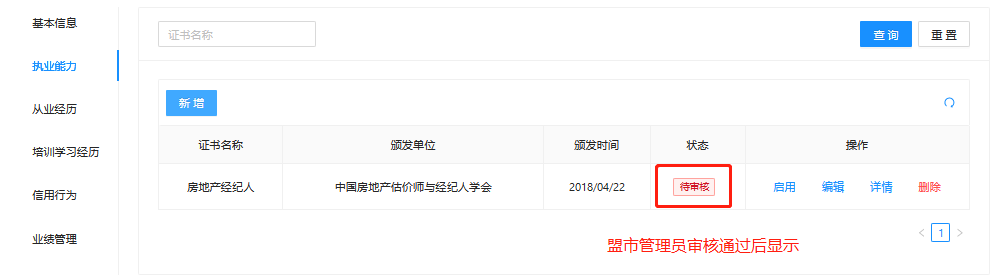 基本信息
执业能力
从业经历
培训学习经历
信用行为
业绩管理
证书名称
查 询
重 置
新 增
证书名称 颁发单位 颁发时间 状态 操作
房地产经纪人 中国房地产估价师与经纪人学会 2018/04/22 待审核 启用 编辑 详情 删除
< 1 >
盟市管理员审核通过后显示